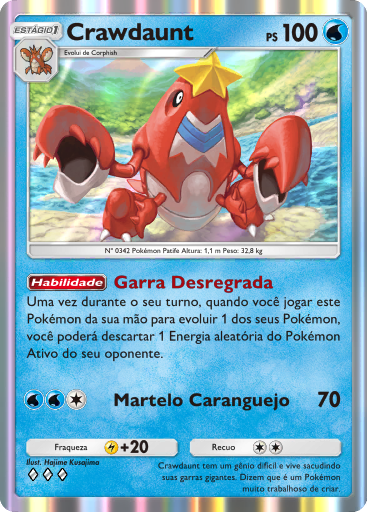 ESTÁGIO 1
Crawdaunt
PS 100
Evolui de Corphish
N° 0342 Pokémon Patife Altura: 1,1 m Peso: 32,8 kg
Habilidade Garra Desregrada
Uma vez durante o seu turno, quando você jogar este
Pokémon da sua mão para evoluir 1 dos seus Pokémon,
você poderá descartar 1 Energia aleatória do Pokémon
Ativo do seu oponente.
Martelo Caranguejo 70
Fraqueza +20 Recuo
Ilust. Hajime Kusajima
Crawdaunt tem um gênio difícil e vive sacudindo
suas garras gigantes. Dizem que é um Pokémon
muito trabalhoso de criar.